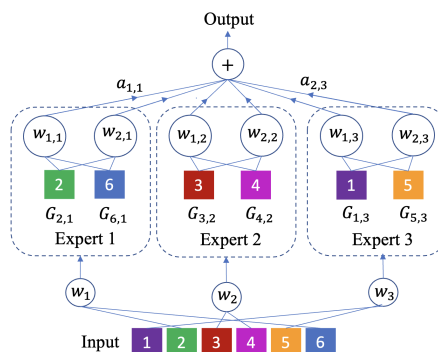 Output
+
a1,1 a2,3
w1,1 w2,1 w1,2 w2,2 w1,3 w2,3
2 6 3 4 1 5
G2,1 G6,1 G3,2 G4,2 G1,3 G5,3
Expert 1 Expert 2 Expert 3
w1 w2 w3
Input 1 2 3 4 5 6